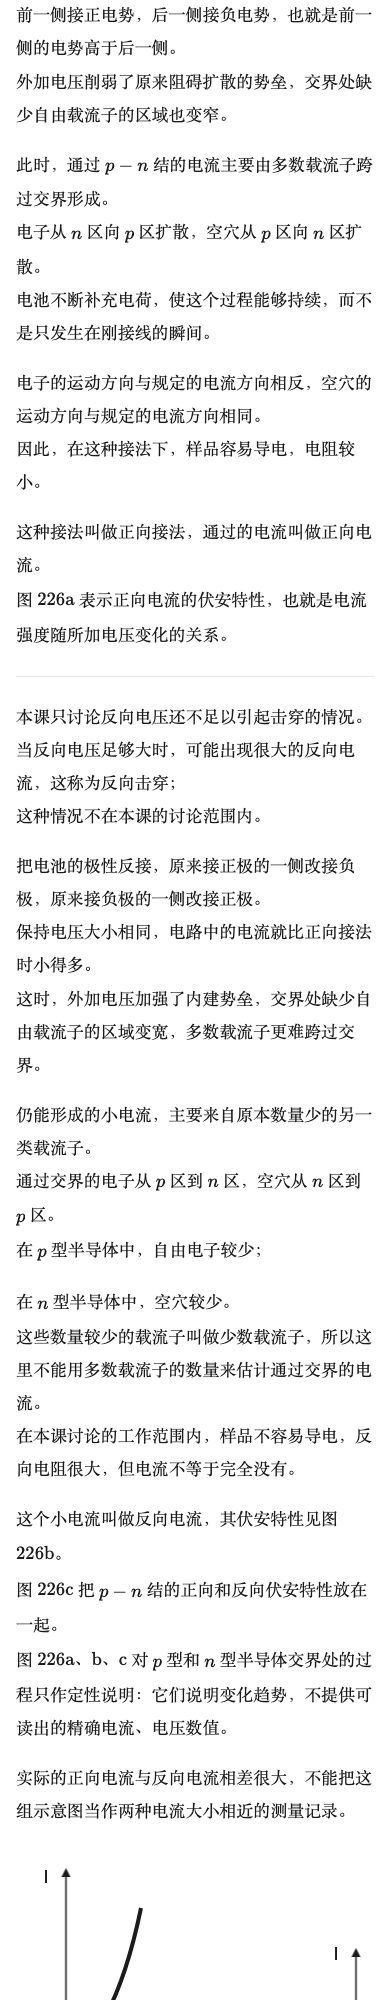 前一侧接正电势，后一侧接负电势，也就是前一
侧的电势高于后一侧。
外加电压削弱了原来阻碍扩散的势垒，交界处缺
少自由载流子的区域也变窄。
此时，通过 p − n 结的电流主要由多数载流子跨
过交界形成。
电子从 n 区向 p 区扩散，空穴从 p 区向 n 区扩
散。
电池不断补充电荷，使这个过程能够持续，而不
是只发生在刚接线的瞬间。
电子的运动方向与规定的电流方向相反，空穴的
运动方向与规定的电流方向相同。
因此，在这种接法下，样品容易导电，电阻较
小。
这种接法叫做正向接法，通过的电流叫做正向电
流。
图 226a 表示正向电流的伏安特性，也就是电流
强度随所加电压变化的关系。
本课只讨论反向电压还不足以引起击穿的情况。
当反向电压足够大时，可能出现很大的反向电
流，这称为反向击穿；
这种情况不在本课的讨论范围内。
把电池的极性反接，原来接正极的一侧改接负
极，原来接负极的一侧改接正极。
保持电压大小相同，电路中的电流就比正向接法
时小得多。
这时，外加电压加强了内建势垒，交界处缺少自
由载流子的区域变宽，多数载流子更难跨过交
界。
仍能形成的小电流，主要来自原本数量少的另一
类载流子。
通过交界的电子从 p 区到 n 区，空穴从 n 区到
p 区。
在 p 型半导体中，自由电子较少；
在 n 型半导体中，空穴较少。
这些数量较少的载流子叫做少数载流子，所以这
里不能用多数载流子的数量来估计通过交界的电
流。
在本课讨论的工作范围内，样品不容易导电，反
向电阻很大，但电流不等于完全没有。
这个小电流叫做反向电流，其伏安特性见图
226b。
图 226c 把 p − n 结的正向和反向伏安特性放在
一起。
图 226a、b、c 对 p 型和 n 型半导体交界处的过
程只作定性说明：它们说明变化趋势，不提供可
读出的精确电流、电压数值。
实际的正向电流与反向电流相差很大，不能把这
组示意图当作两种电流大小相近的测量记录。
I
I